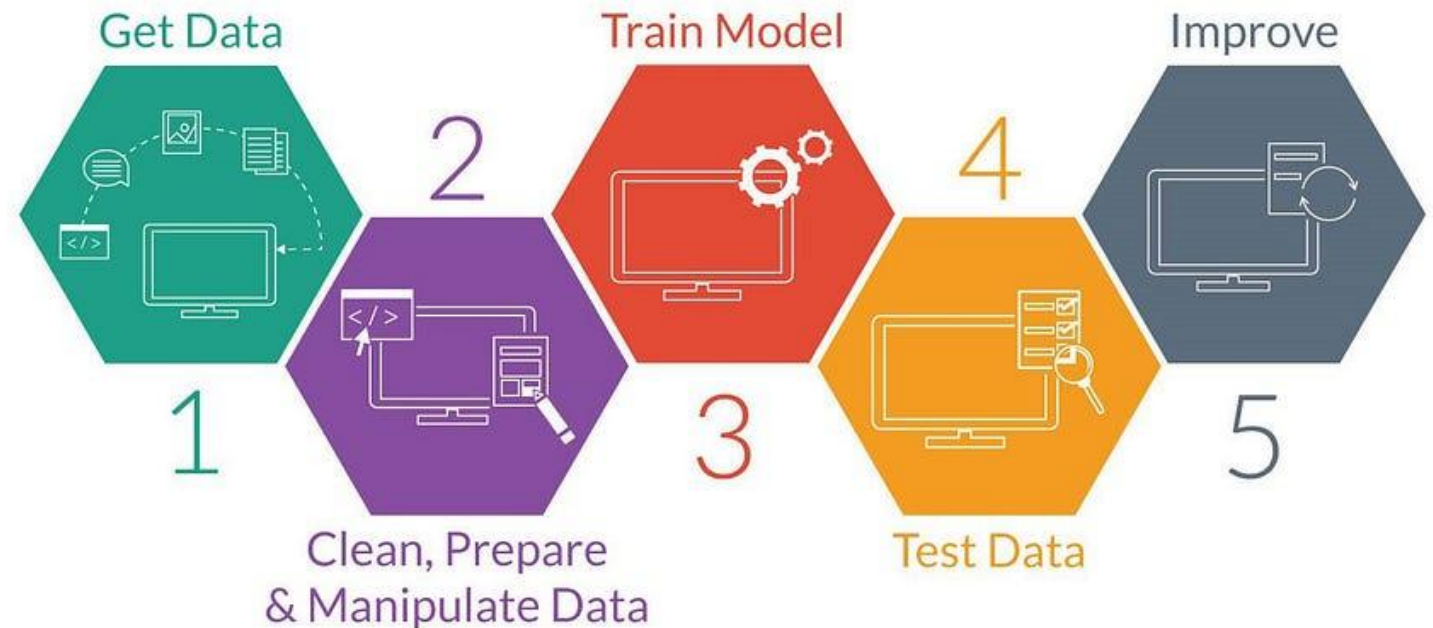 Get Data
1
</>
2
</>
Clean, Prepare
& Manipulate Data
Train Model
3
4
Test Data
Improve
5